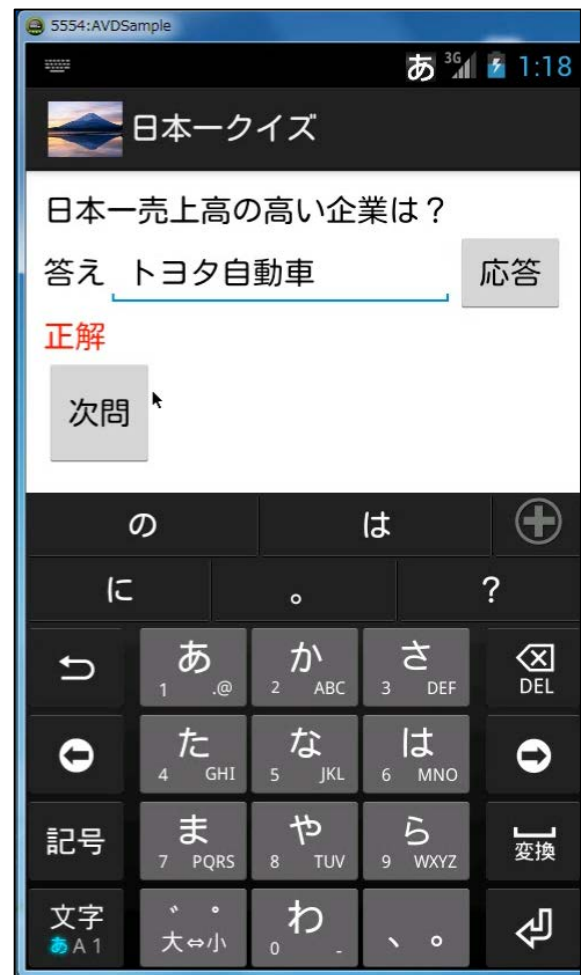 5554:AVDSample
あ 3G 1:18
日本一クイズ
日本一売上高の高い企業は？
答え トヨタ自動車 応答
正解
次問
の は
に 。 ？
あ 1 .@ か 2 ABC さ 3 DEF DEL
た 4 GHI な 5 JKL は 6 MNO
記号 ま 7 PQRS や 8 TUV ら 9 WXYZ 変換
文字 あA1 ゛゜ 大⇔小 わ 0 - 、。